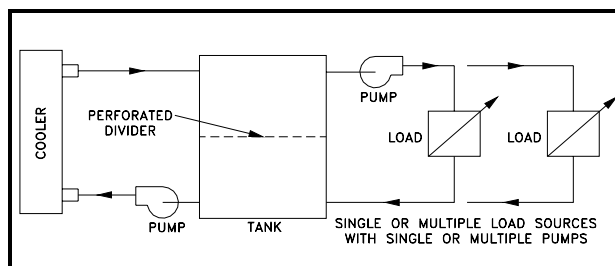 COOLER
PERFORATED
DIVIDER
PUMP
TANK
PUMP
LOAD
LOAD
SINGLE OR MULTIPLE LOAD SOURCES
WITH SINGLE OR MULTIPLE PUMPS